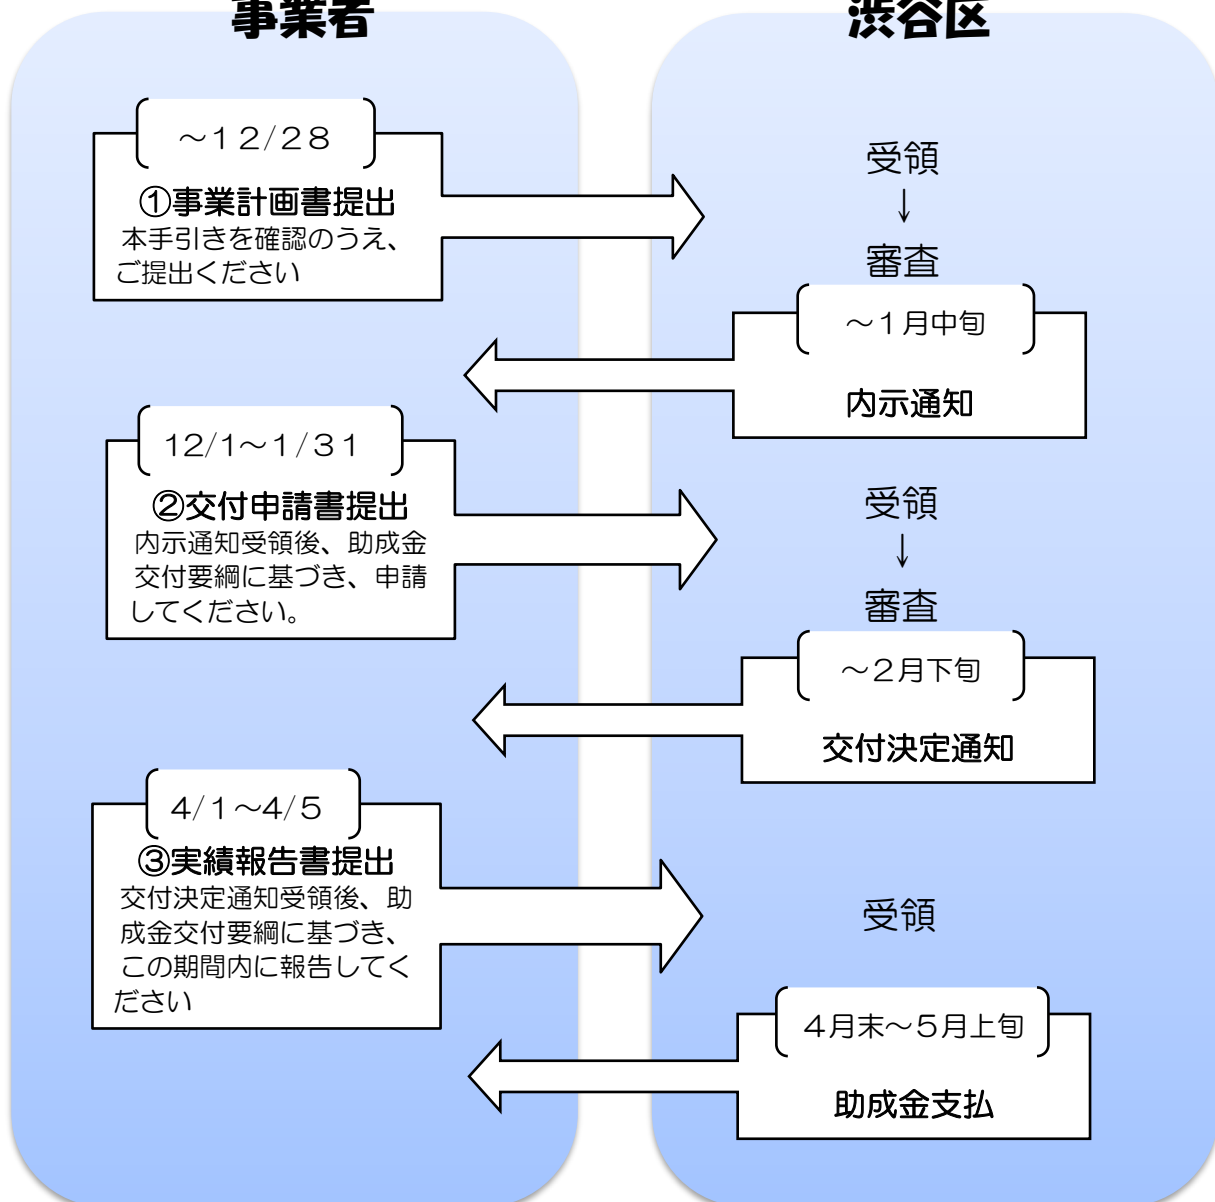 事業者
渋谷区
～１２/２８
①事業計画書提出
本手引きを確認のうえ、
ご提出ください
受領
↓
審査
～１月中旬
内示通知
12/1～１/３１
②交付申請書提出
内示通知受領後、助成金
交付要綱に基づき、申請
してください。
受領
↓
審査
～２月下旬
交付決定通知
４/１～４/５
③実績報告書提出
交付決定通知受領後、助
成金交付要綱に基づき、
この期間内に報告してく
ださい
受領
４月末～５月上旬
助成金支払